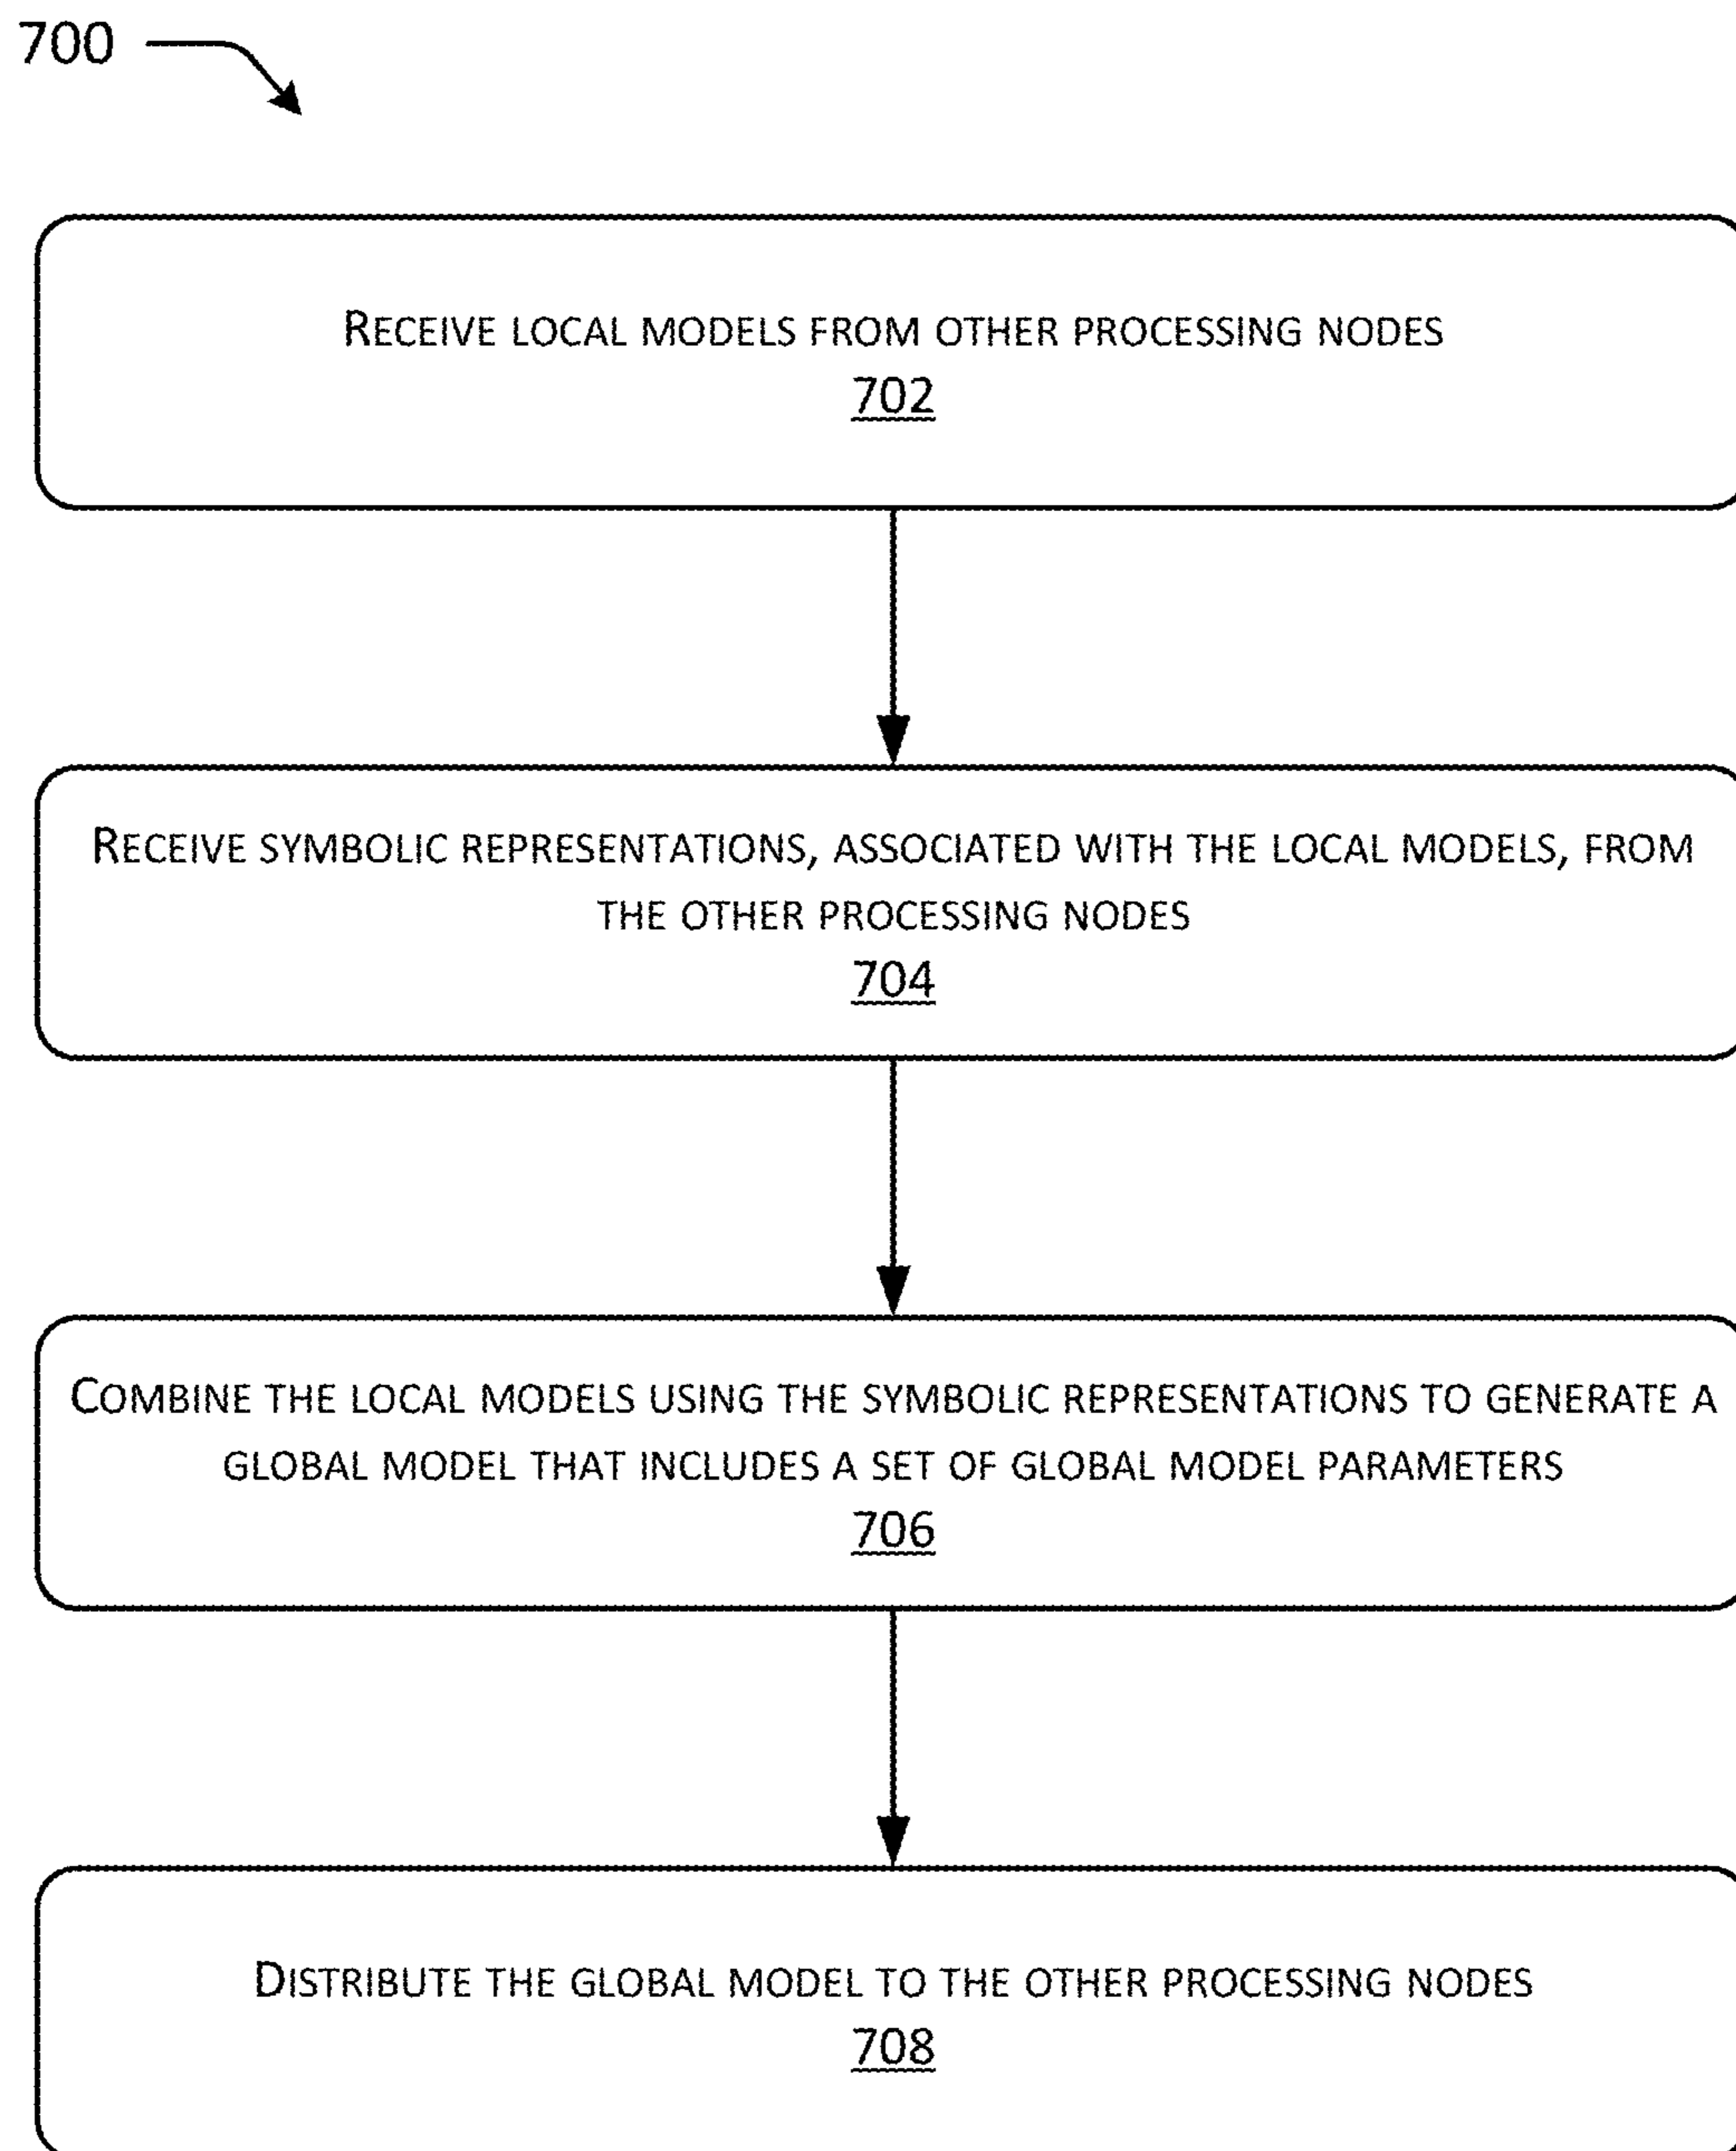 700
RECEIVE LOCAL MODELS FROM OTHER PROCESSING NODES
702
RECEIVE SYMBOLIC REPRESENTATIONS, ASSOCIATED WITH THE LOCAL MODELS, FROM
THE OTHER PROCESSING NODES
704
COMBINE THE LOCAL MODELS USING THE SYMBOLIC REPRESENTATIONS TO GENERATE A
GLOBAL MODEL THAT INCLUDES A SET OF GLOBAL MODEL PARAMETERS
706
DISTRIBUTE THE GLOBAL MODEL TO THE OTHER PROCESSING NODES
708